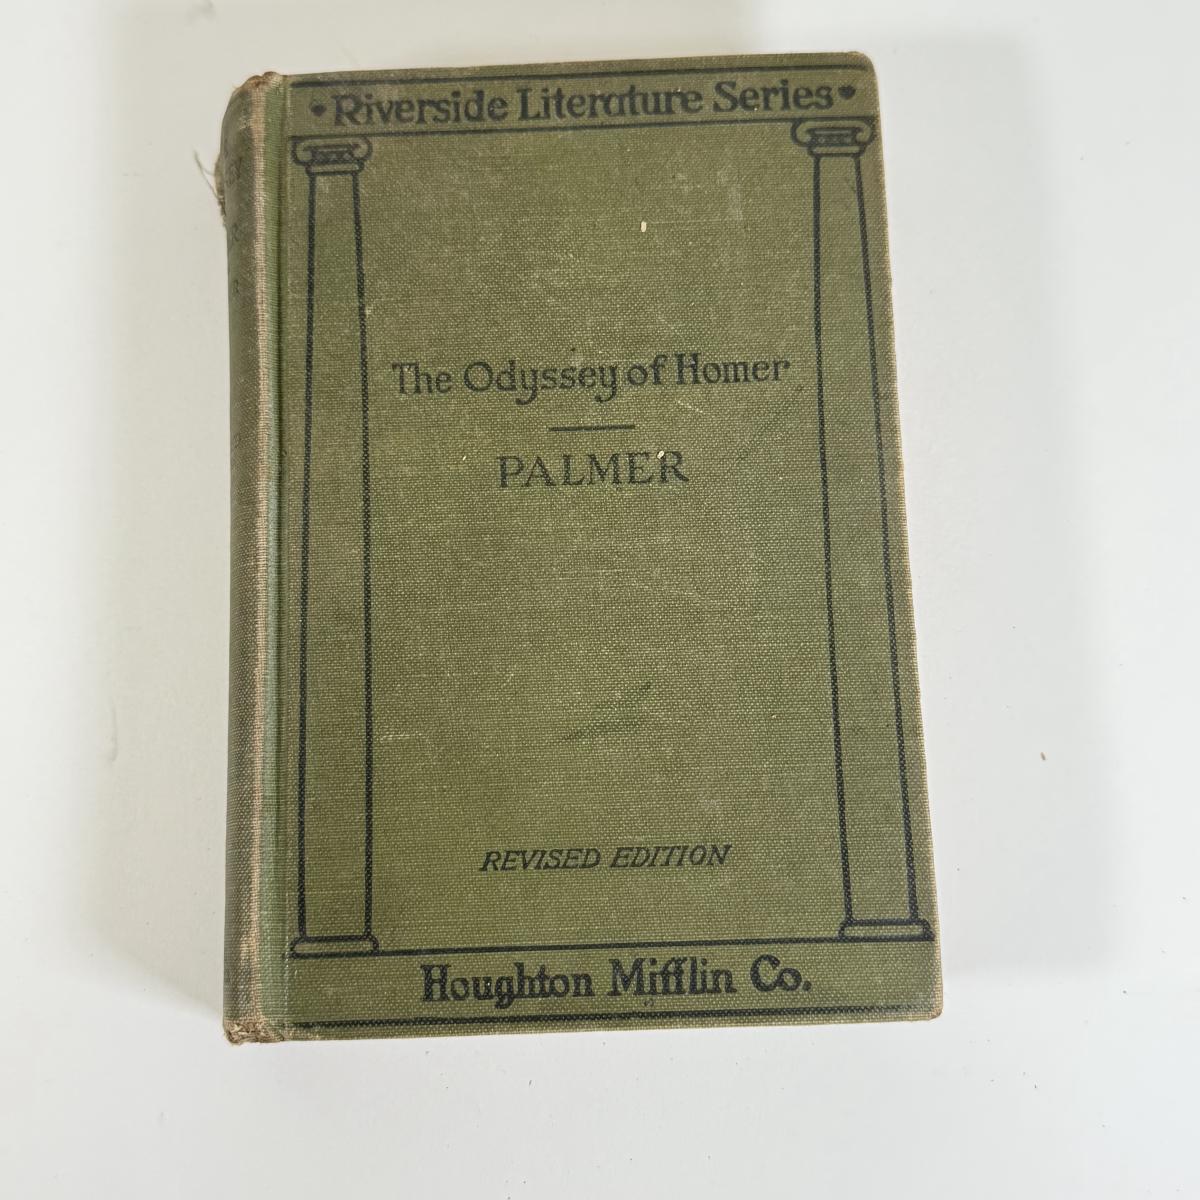 Riverside Literature Series
The Odyssey of Homer
PALMER
REVISED EDITION
Houghton Mifflin Co.